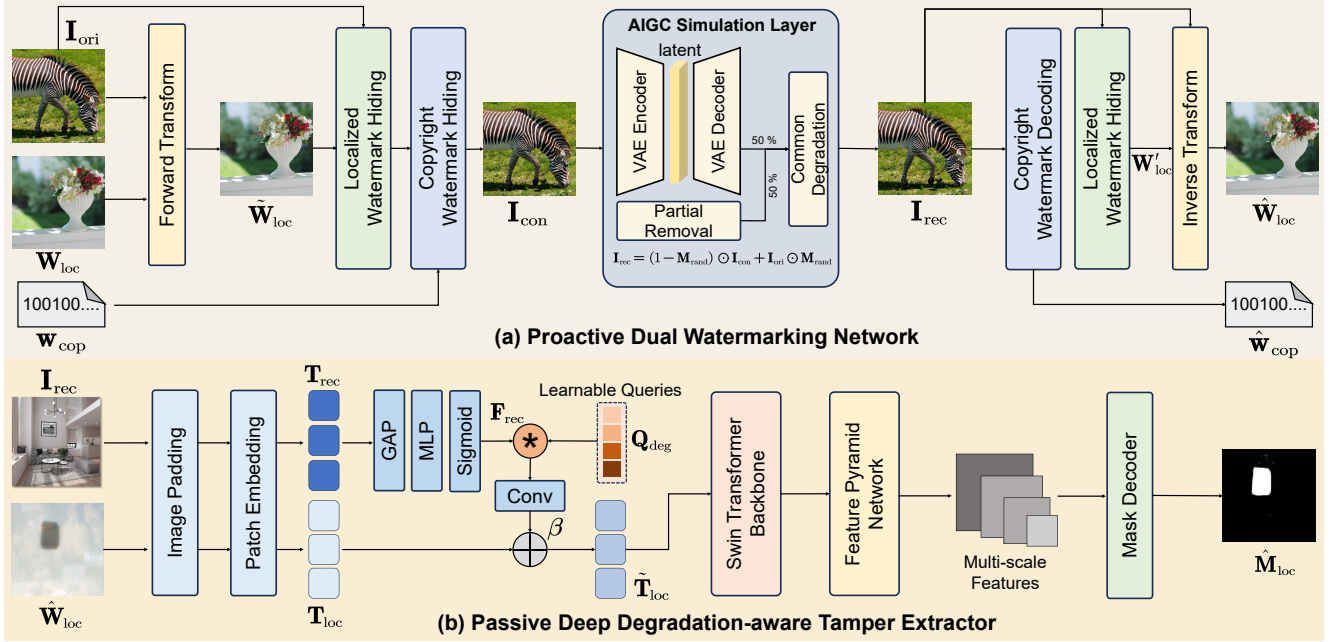 I_ori
Forward Transform
W_loc
W̃_loc
Localized Watermark Hiding
Copyright Watermark Hiding
I_con
AIGC Simulation Layer
latent
VAE Encoder
VAE Decoder
50 %
50 %
Partial Removal
Common Degradation
I_rec = (1 − M_rand) ⊙ I_con + I_ori ⊙ M_rand
I_rec
Copyright Watermark Decoding
Localized Watermark Hiding
W′_loc
Inverse Transform
Ŵ_loc
100100....
w_cop
100100....
ŵ_cop
(a) Proactive Dual Watermarking Network
I_rec
Ŵ_loc
Image Padding
Patch Embedding
T_rec
T_loc
GAP
MLP
Sigmoid
F_rec
*
Learnable Queries
Q_deg
Conv
β
T̃_loc
Swin Transformer Backbone
Feature Pyramid Network
Multi-scale
Features
Mask Decoder
M̂_loc
(b) Passive Deep Degradation-aware Tamper Extractor